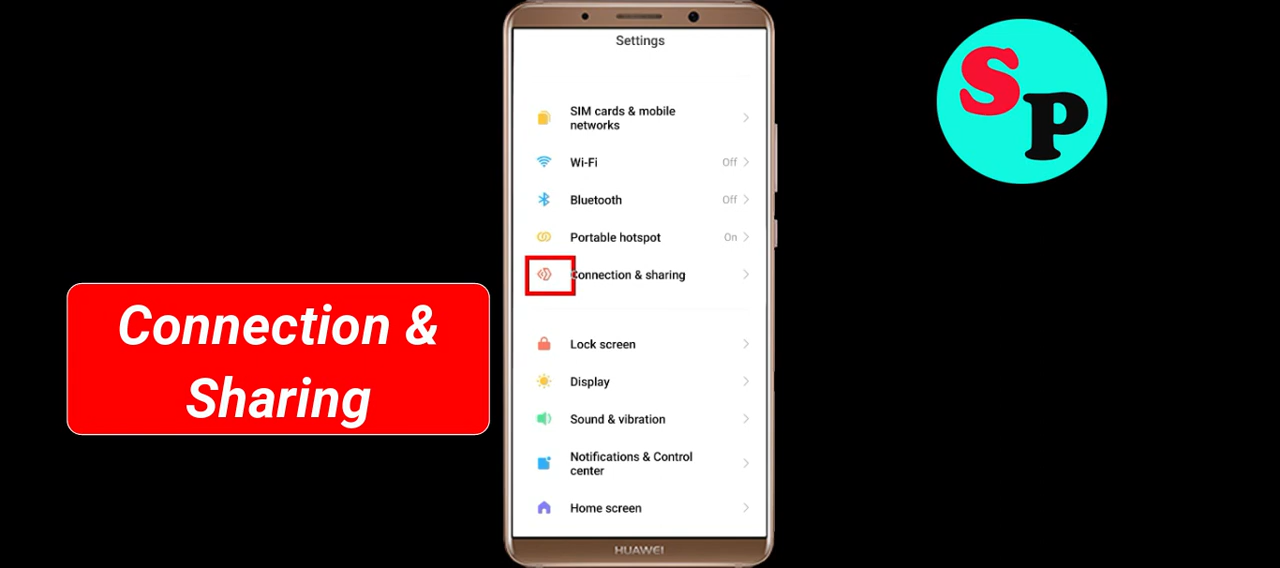 Settings
SIM cards & mobile
networks
Wi-Fi Off
Bluetooth Off
Portable hotspot On
Connection & sharing
Lock screen
Display
Sound & vibration
Notifications & Control
center
Home screen
HUAWEI
Connection &
Sharing
SP